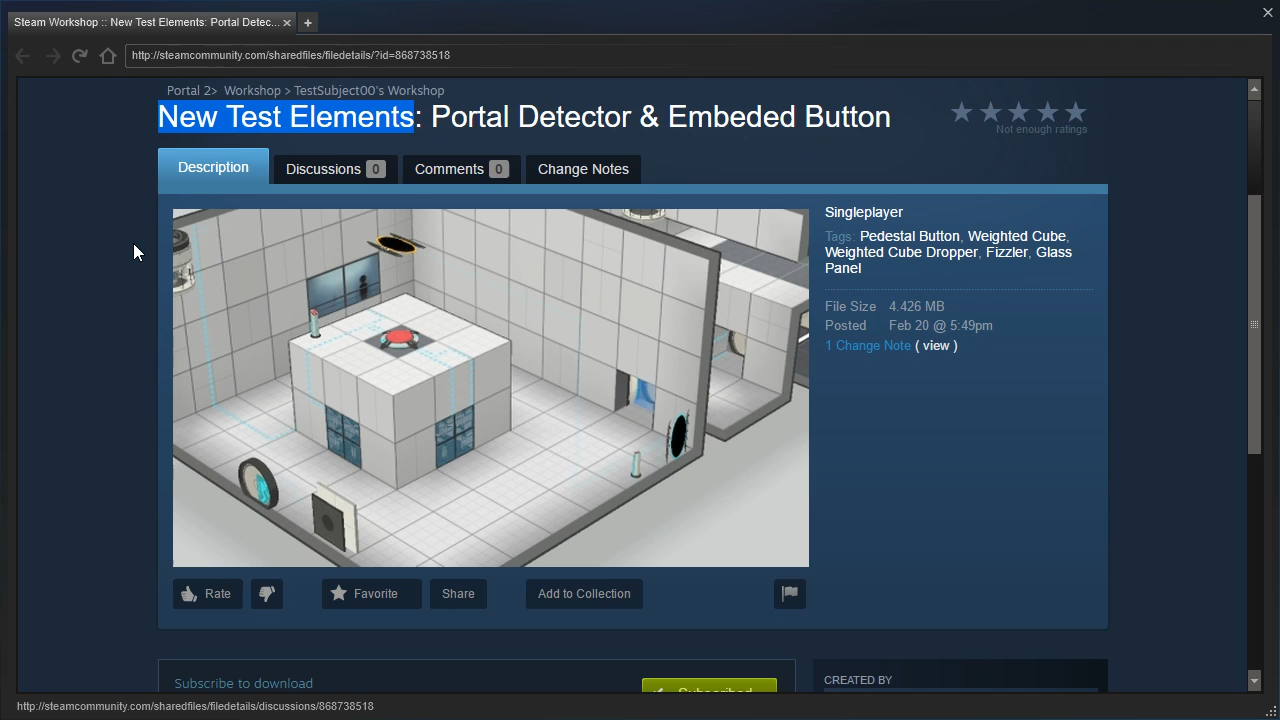 Steam Workshop :: New Test Elements: Portal Detec... ×
+
http://steamcommunity.com/sharedfiles/filedetails/?id=868738518
Portal 2> Workshop > TestSubject00's Workshop
New Test Elements: Portal Detector & Embeded Button
Not enough ratings
Description
Discussions 0
Comments 0
Change Notes
Singleplayer
Tags: Pedestal Button, Weighted Cube,
Weighted Cube Dropper, Fizzler, Glass
Panel
File Size 4.426 MB
Posted Feb 20 @ 5:49pm
1 Change Note ( view )
Rate
Favorite
Share
Add to Collection
Subscribe to download
Subscribed
CREATED BY
http://steamcommunity.com/sharedfiles/filedetails/discussions/868738518